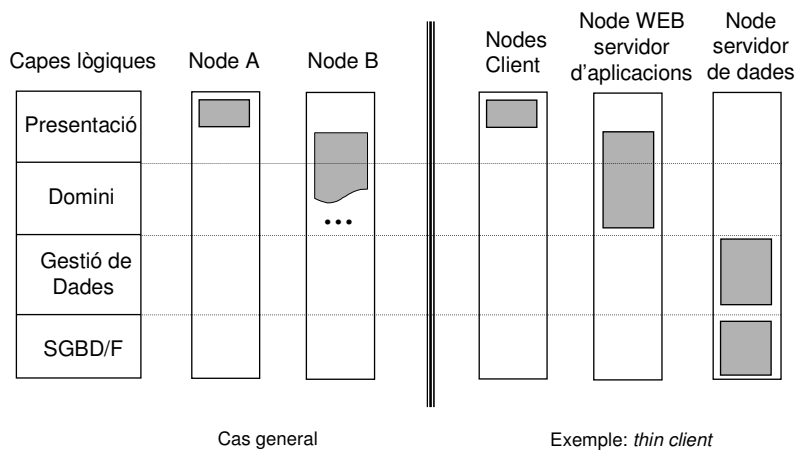 Capes lògiques
Node A
Node B
Nodes
Client
Node WEB
servidor
d'aplicacions
Node
servidor
de dades
Presentació
Domini
...
Gestió de
Dades
SGBD/F
Cas general
Exemple: thin client